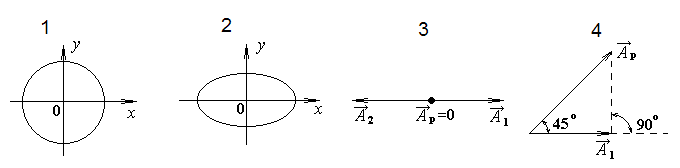 1 2 3 4
y y A⃗р
0 x 0 x A⃗2 A⃗р=0 A⃗1 45° 90°
A⃗1